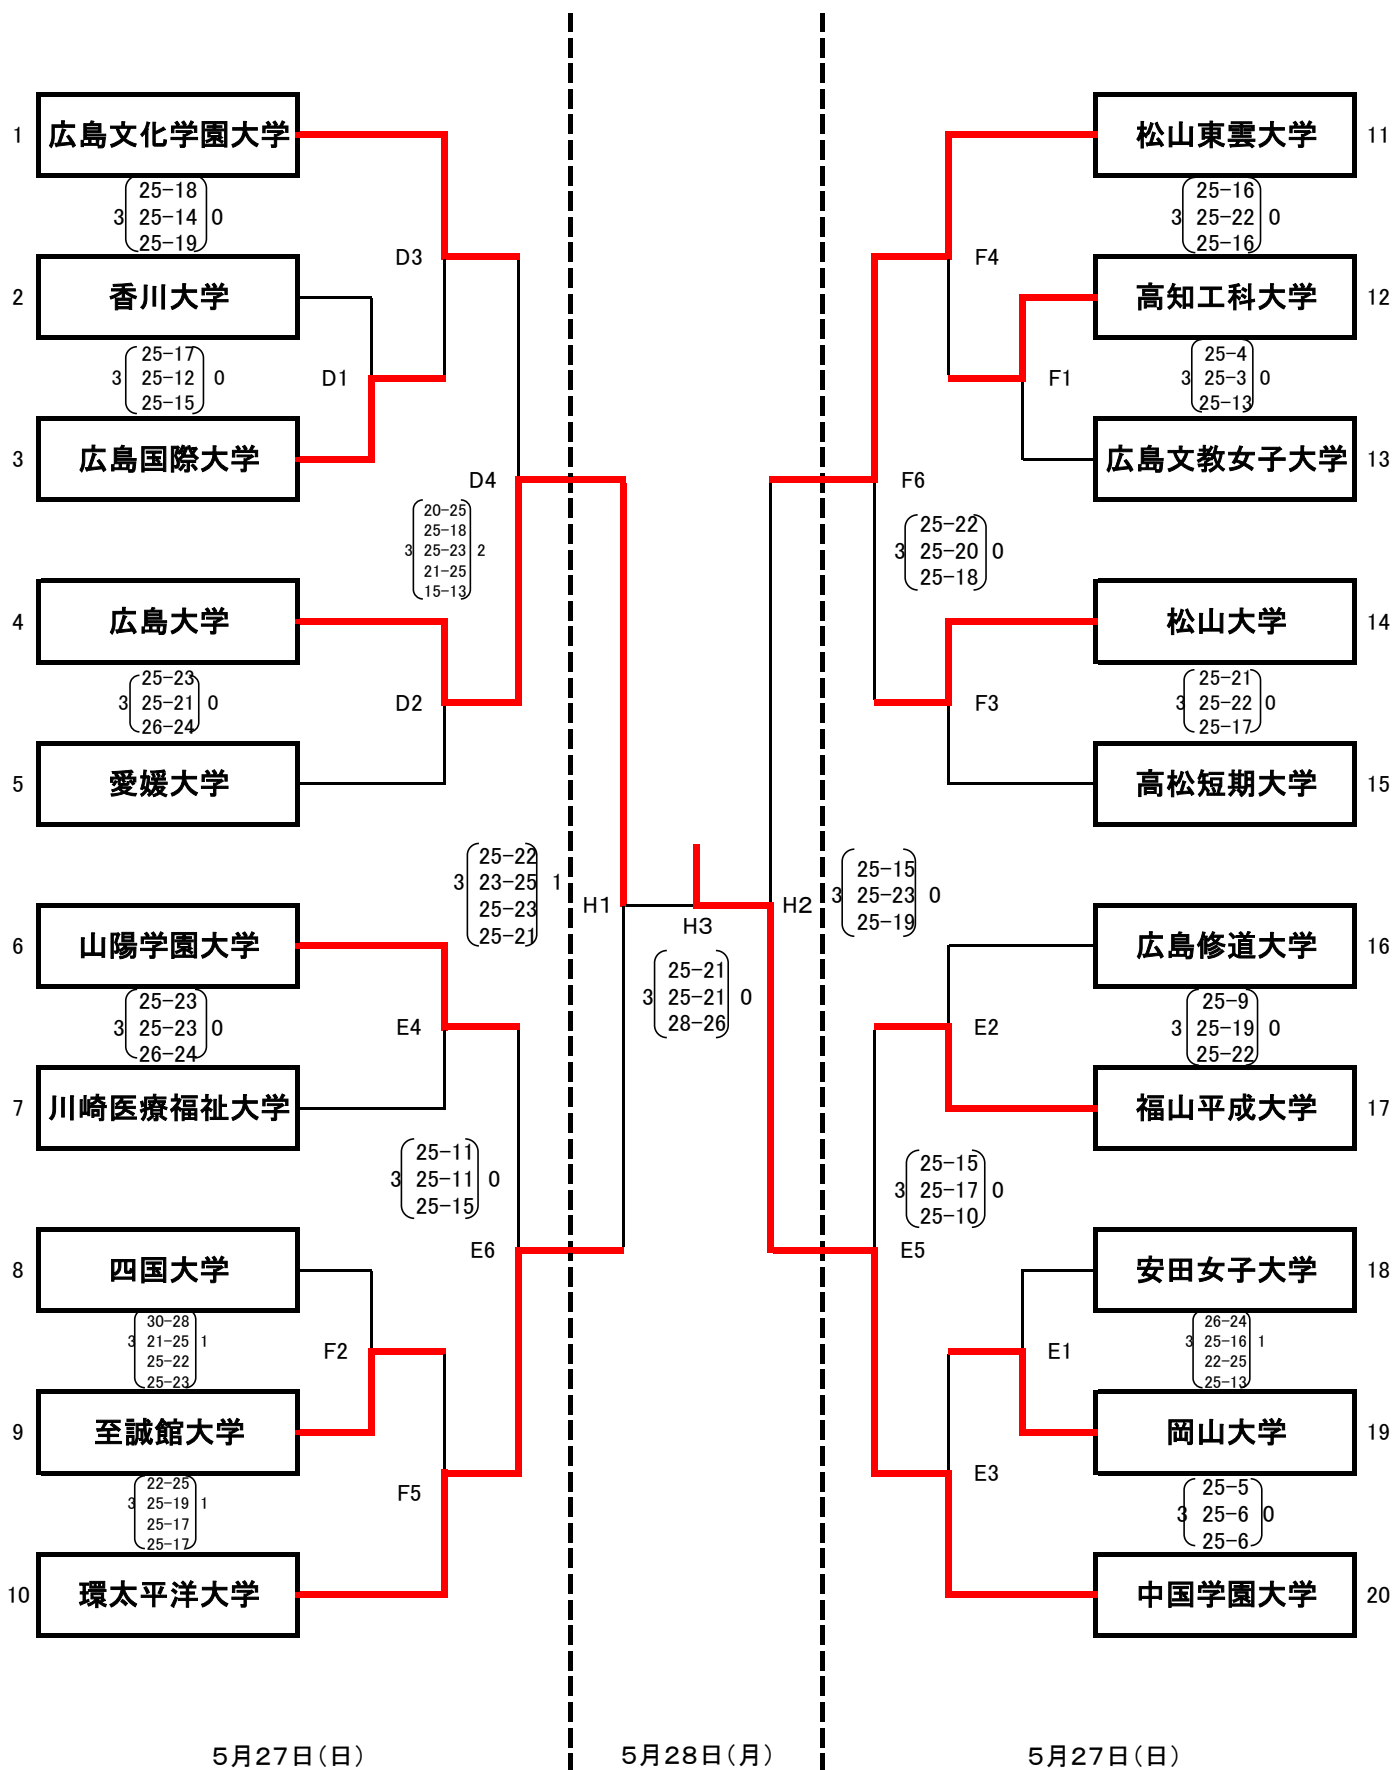 1 広島文化学園大学
25-18
3 25-14 0
25-19
D3
2 香川大学
25-17
3 25-12 0
25-15
D1
3 広島国際大学
D4
20-25
25-18
3 25-23 2
21-25
15-13
4 広島大学
25-23
3 25-21 0
26-24
D2
5 愛媛大学
25-22
3 23-25 1
25-23
25-21
H1
6 山陽学園大学
25-23
3 25-23 0
26-24
E4
7 川崎医療福祉大学
25-11
3 25-11 0
25-15
E6
8 四国大学
30-28
3 21-25 1
25-22
25-23
F2
9 至誠館大学
22-25
3 25-19 1
25-17
25-17
F5
10 環太平洋大学
H3
25-21
3 25-21 0
28-26
松山東雲大学 11
25-16
3 25-22 0
25-16
F4
高知工科大学 12
25-4
3 25-3 0
25-13
F1
広島文教女子大学 13
F6
25-22
3 25-20 0
25-18
松山大学 14
25-21
3 25-22 0
25-17
F3
高松短期大学 15
H2
25-15
3 25-23 0
25-19
広島修道大学 16
25-9
3 25-19 0
25-22
E2
福山平成大学 17
25-15
3 25-17 0
25-10
E5
安田女子大学 18
26-24
3 25-16 1
22-25
25-13
E1
岡山大学 19
25-5
3 25-6 0
25-6
E3
中国学園大学 20
5月27日(日)
5月28日(月)
5月27日(日)